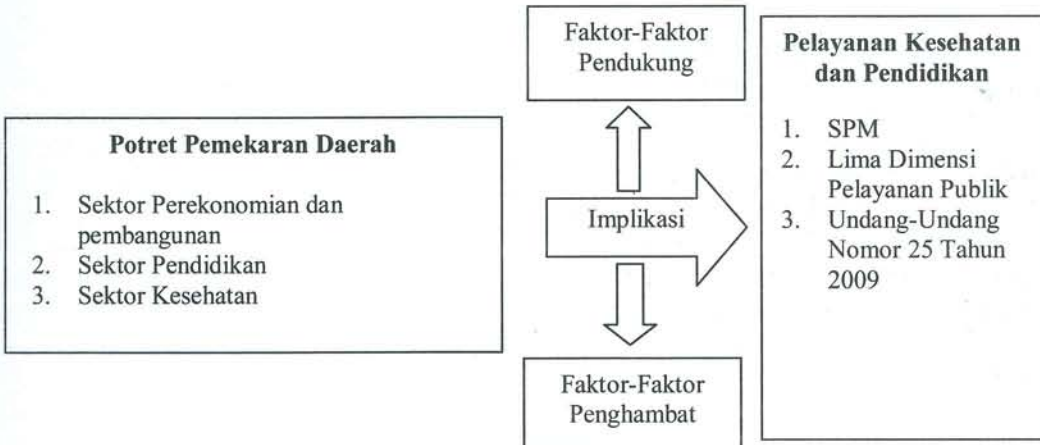 Potret Pemekaran Daerah
1. Sektor Perekonomian dan
pembangunan
2. Sektor Pendidikan
3. Sektor Kesehatan
Faktor-Faktor
Pendukung
Implikasi
Faktor-Faktor
Penghambat
Pelayanan Kesehatan
dan Pendidikan
1. SPM
2. Lima Dimensi
Pelayanan Publik
3. Undang-Undang
Nomor 25 Tahun
2009